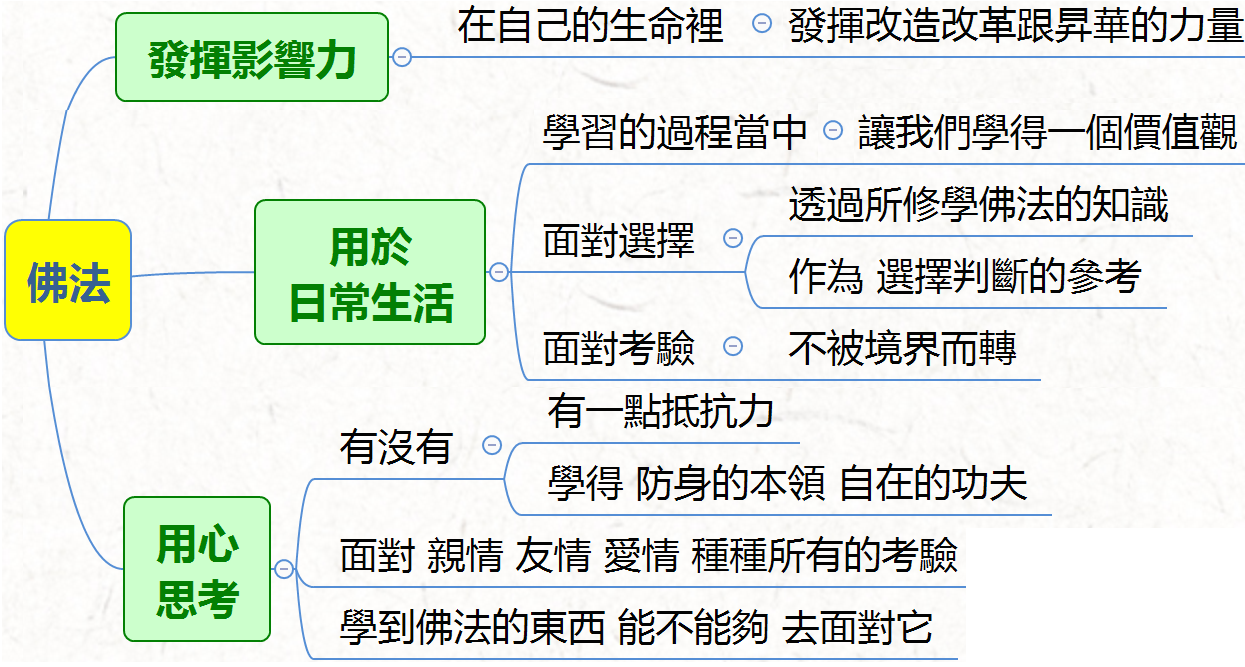 佛法
發揮影響力
在自己的生命裡
發揮改造改革跟昇華的力量
用於
日常生活
學習的過程當中
讓我們學得一個價值觀
面對選擇
透過所修學佛法的知識
作為 選擇判斷的參考
面對考驗
不被境界而轉
用心
思考
有沒有
有一點抵抗力
學得 防身的本領 自在的功夫
面對 親情 友情 愛情 種種所有的考驗
學到佛法的東西 能不能夠 去面對它